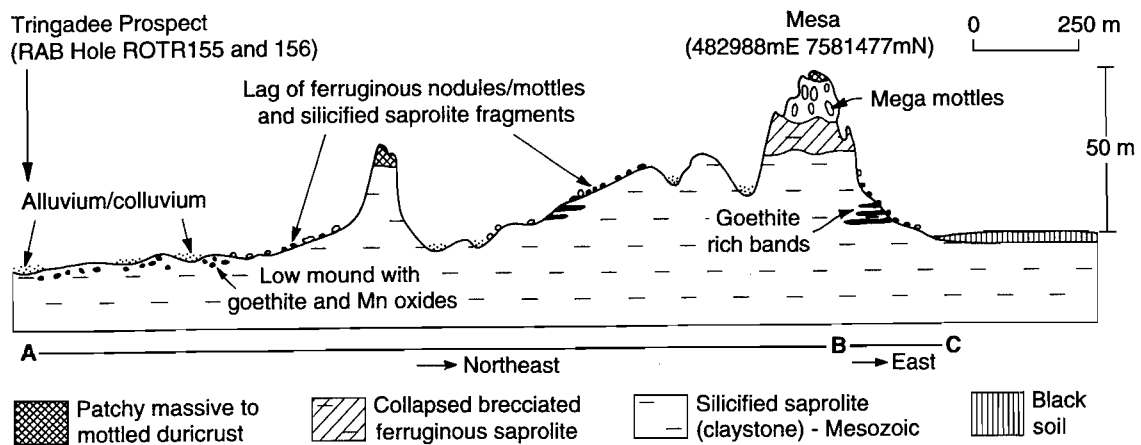 Tringadee Prospect
(RAB Hole ROTR155 and 156)
Mesa
(482988mE 7581477mN)
0 250 m
Lag of ferruginous nodules/mottles
and silicified saprolite fragments
Mega mottles
50 m
Alluvium/colluvium
Goethite
rich bands
Low mound with
goethite and Mn oxides
A B C
Northeast East
Patchy massive to
mottled duricrust
Collapsed brecciated
ferruginous saprolite
Silicified saprolite
(claystone) - Mesozoic
Black
soil